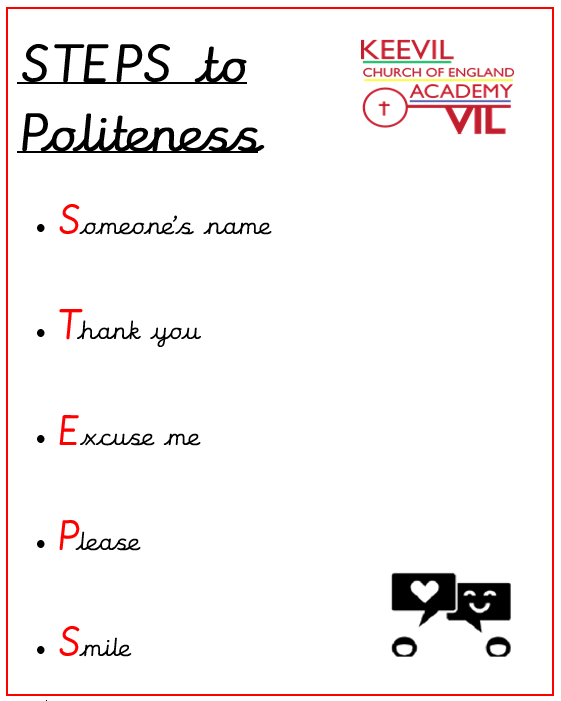 STEPS to
Politeness
KEEVIL
CHURCH OF ENGLAND
ACADEMY
VIL
• Someone's name
• Thank you
• Excuse me
• Please
• Smile